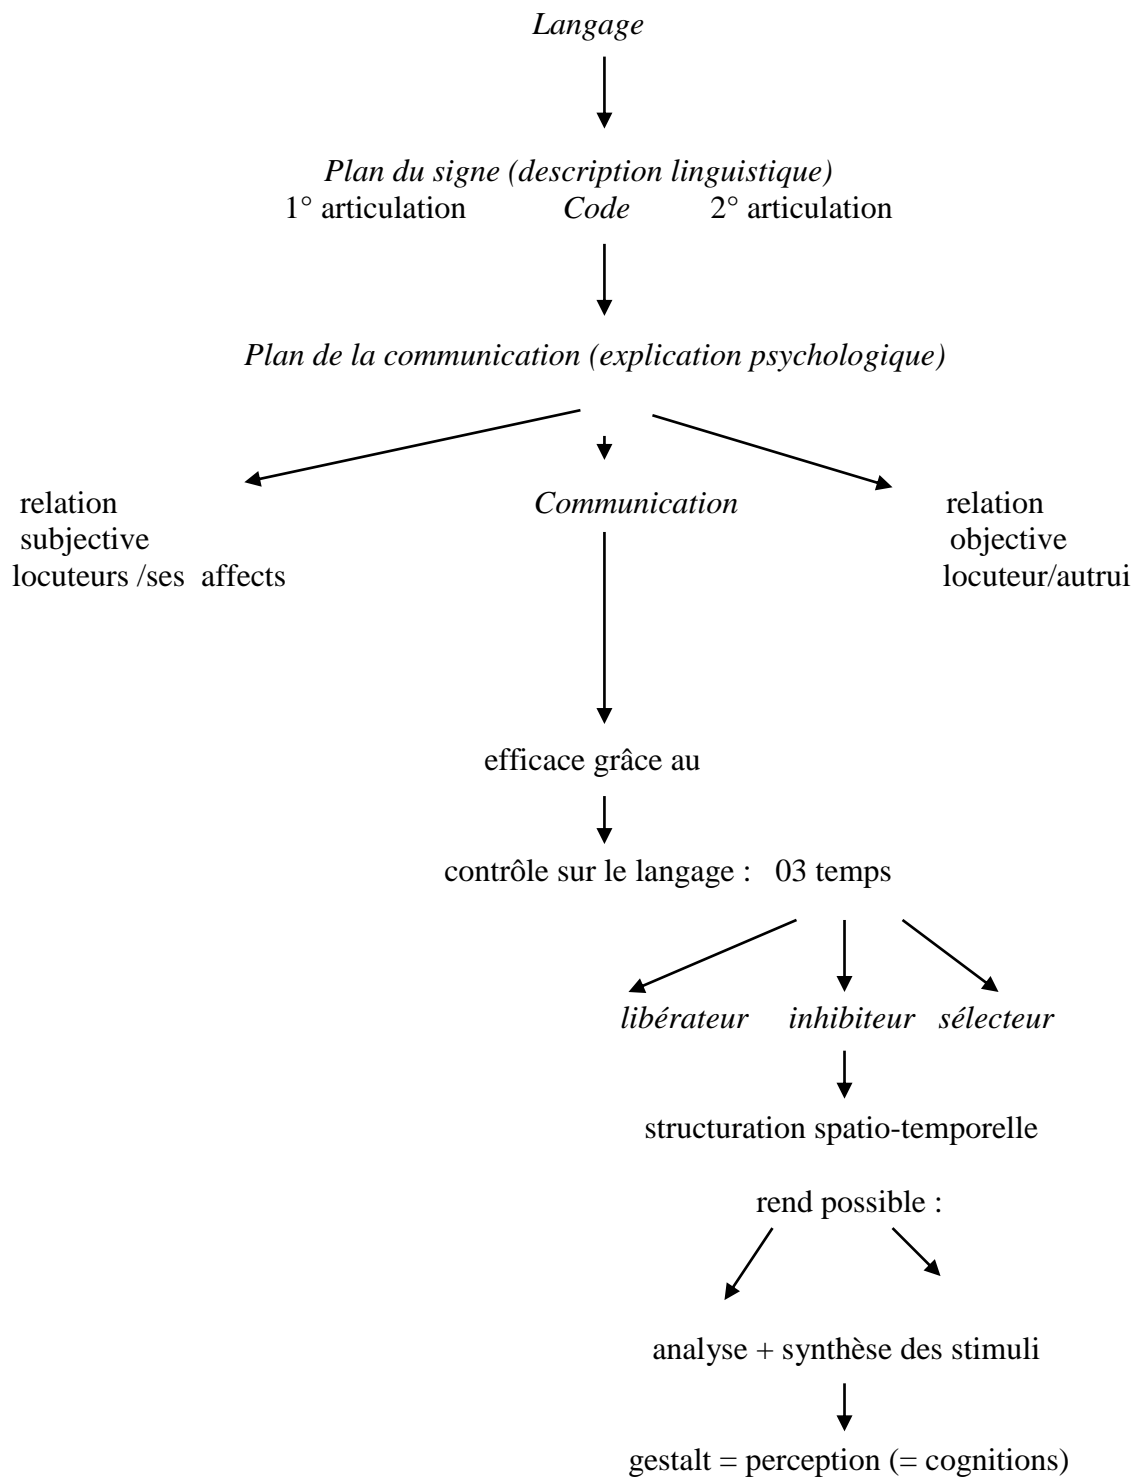 Langage
Plan du signe (description linguistique)
1° articulation Code 2° articulation
Plan de la communication (explication psychologique)
relation Communication relation
subjective objective
locuteurs /ses affects locuteur/autrui
efficace grâce au
contrôle sur le langage : 03 temps
libérateur inhibiteur sélecteur
structuration spatio-temporelle
rend possible :
analyse + synthèse des stimuli
gestalt = perception (= cognitions)